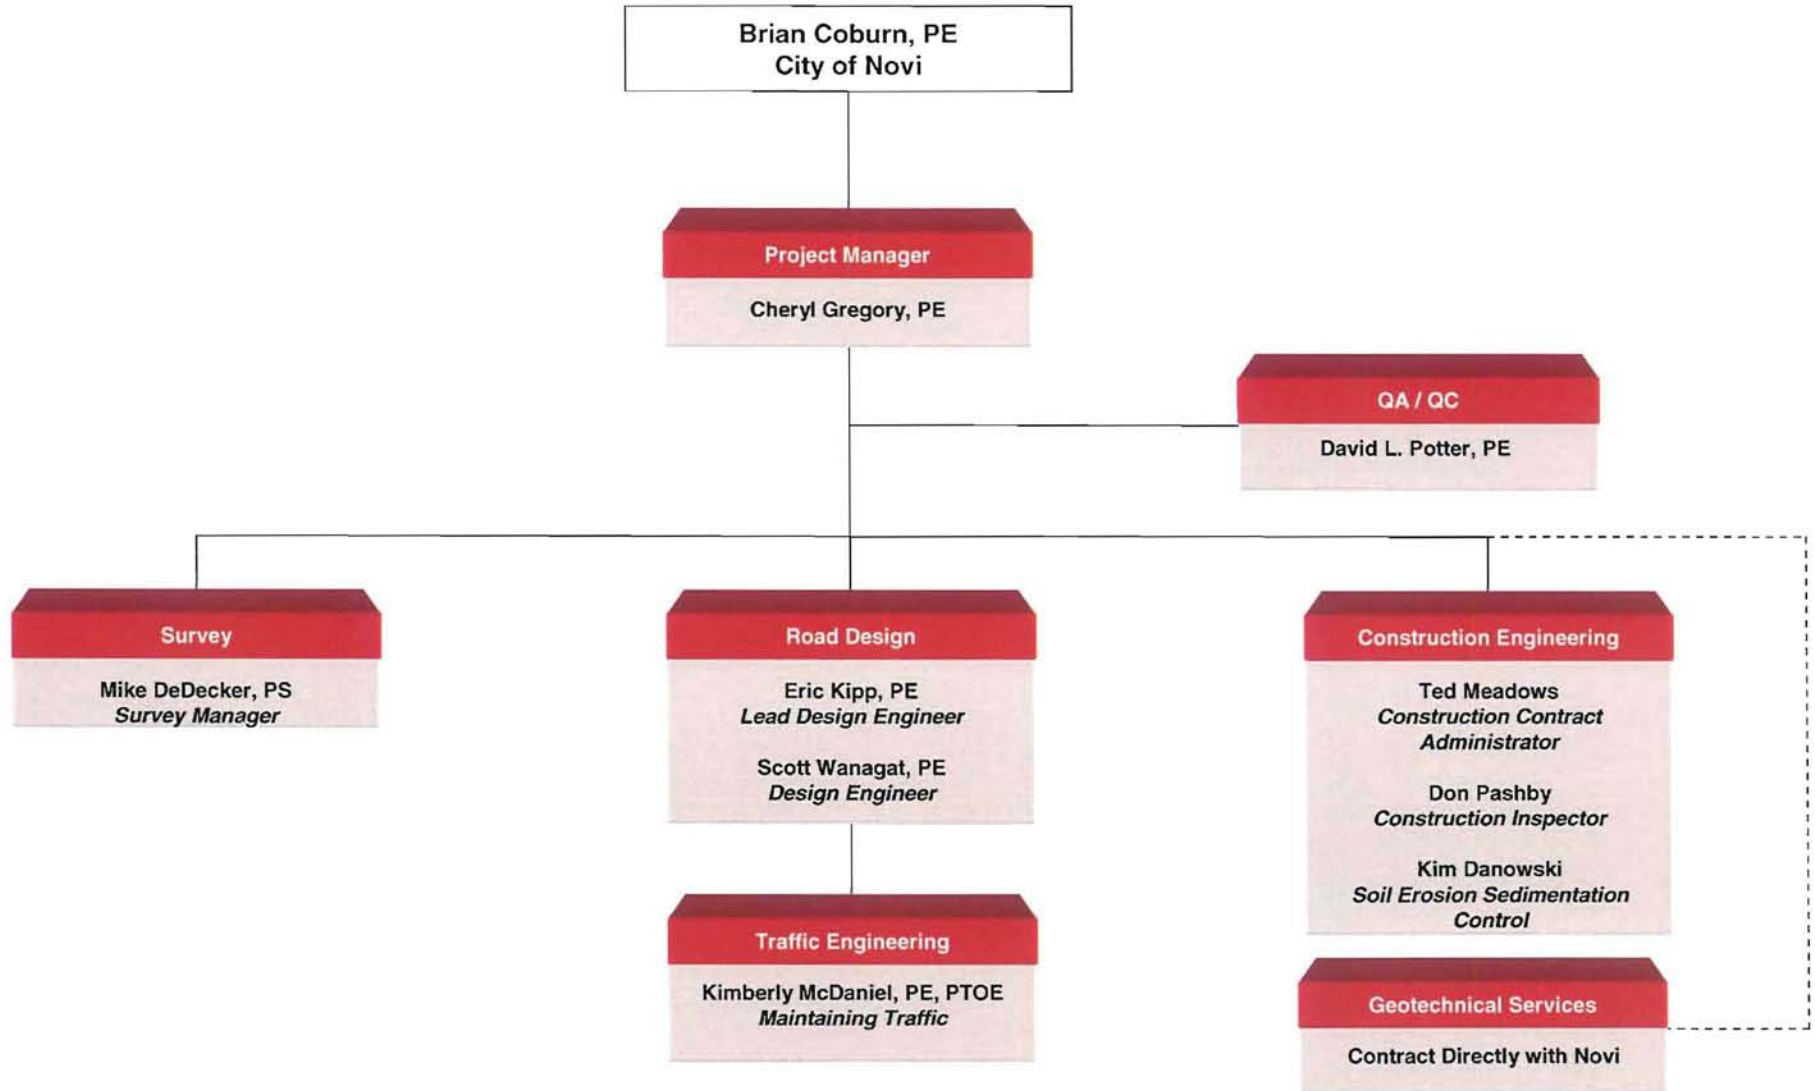 Brian Coburn, PE
City of Novi
Project Manager
Cheryl Gregory, PE
QA / QC
David L. Potter, PE
Survey
Mike DeDecker, PS
Survey Manager
Road Design
Eric Kipp, PE
Lead Design Engineer
Scott Wanagat, PE
Design Engineer
Traffic Engineering
Kimberly McDaniel, PE, PTOE
Maintaining Traffic
Construction Engineering
Ted Meadows
Construction Contract
Administrator
Don Pashby
Construction Inspector
Kim Danowski
Soil Erosion Sedimentation
Control
Geotechnical Services
Contract Directly with Novi